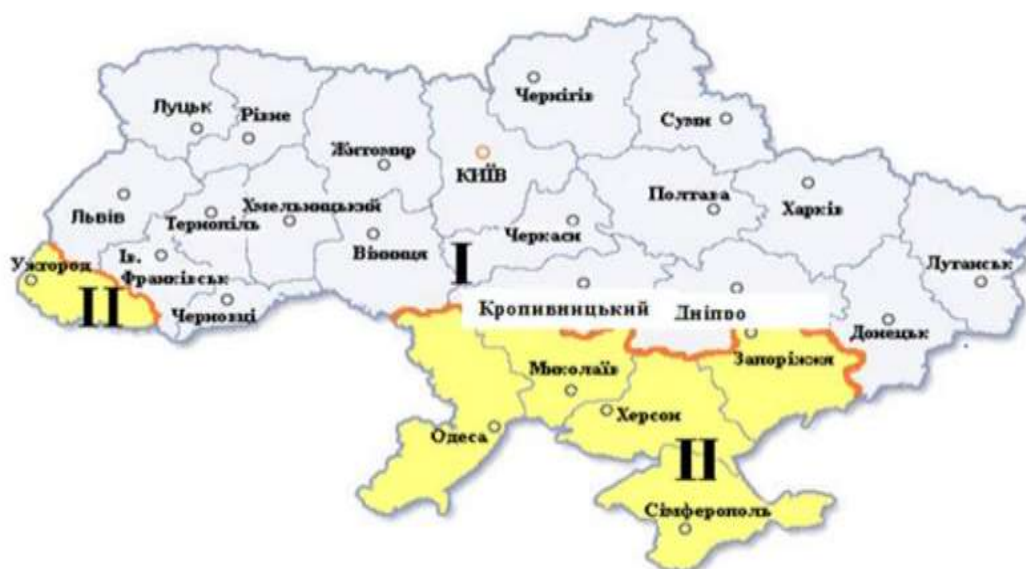 Чернігів
Луцьк
Рівне
Суми
Житомир
КИЇВ
Львів
Тернопіль
Хмельницький
Полтава
Харків
Вінниця
Черкаси
I
Ужгород
Ів.
Франківськ
Луганськ
II
Чернівці
Кропивницький
Дніпро
Донецьк
Запоріжжя
Миколаїв
Херсон
Одеса
II
Сімферополь